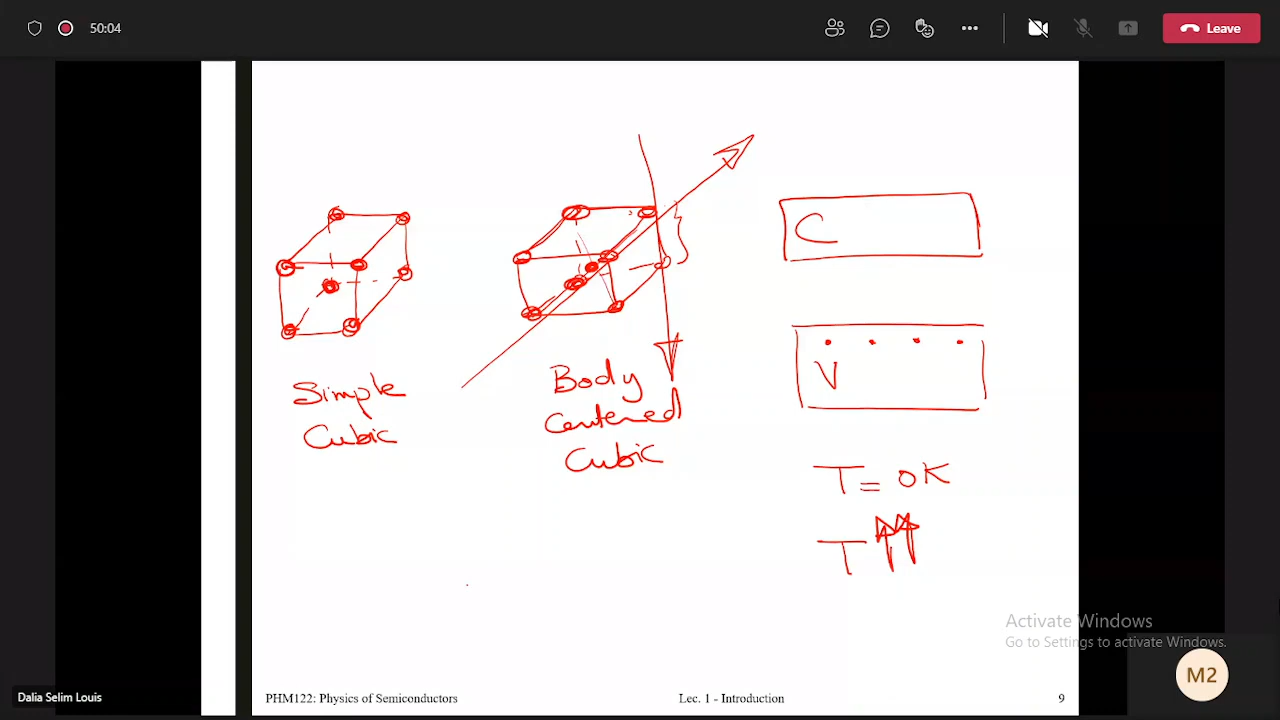 50:04
Leave
C
V
Simple
Cubic
Body
Centered
Cubic
T = 0K
T
Activate Windows
Go to Settings to activate Windows.
M2
Dalia Selim Louis
PHM122: Physics of Semiconductors
Lec. 1 - Introduction
9